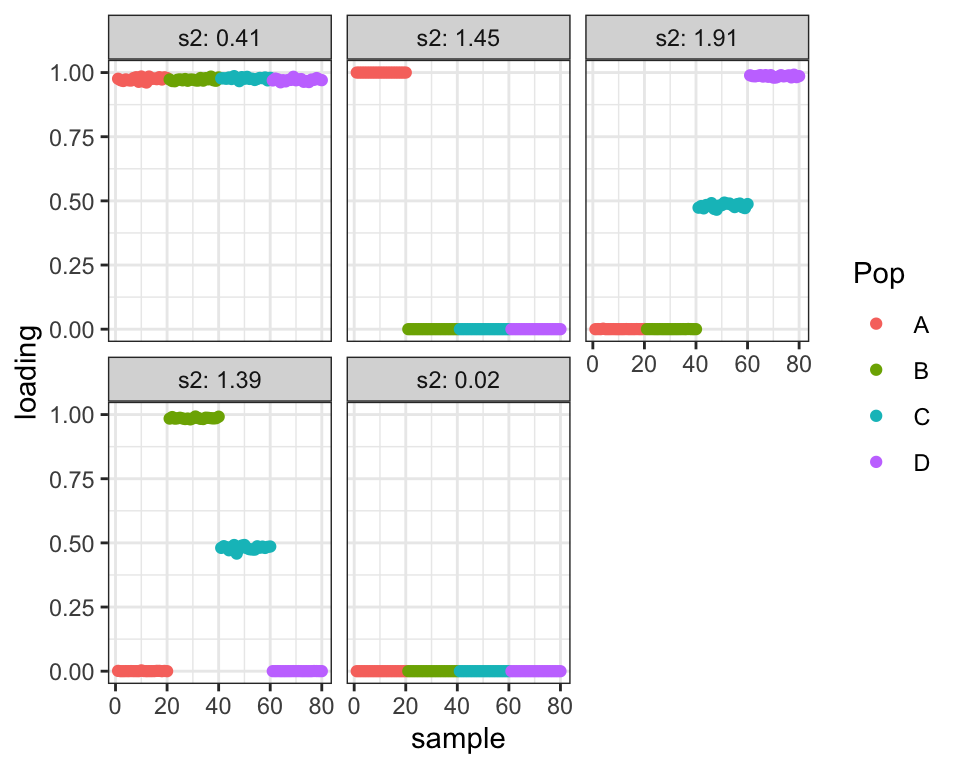 s2: 0.41 s2: 1.45 s2: 1.91
1.00
0.75
0.50
0.25
0.00
0 20 40 60 80
s2: 1.39 s2: 0.02
1.00
0.75
0.50
0.25
0.00
0 20 40 60 80 0 20 40 60 80
sample
loading
Pop
A
B
C
D